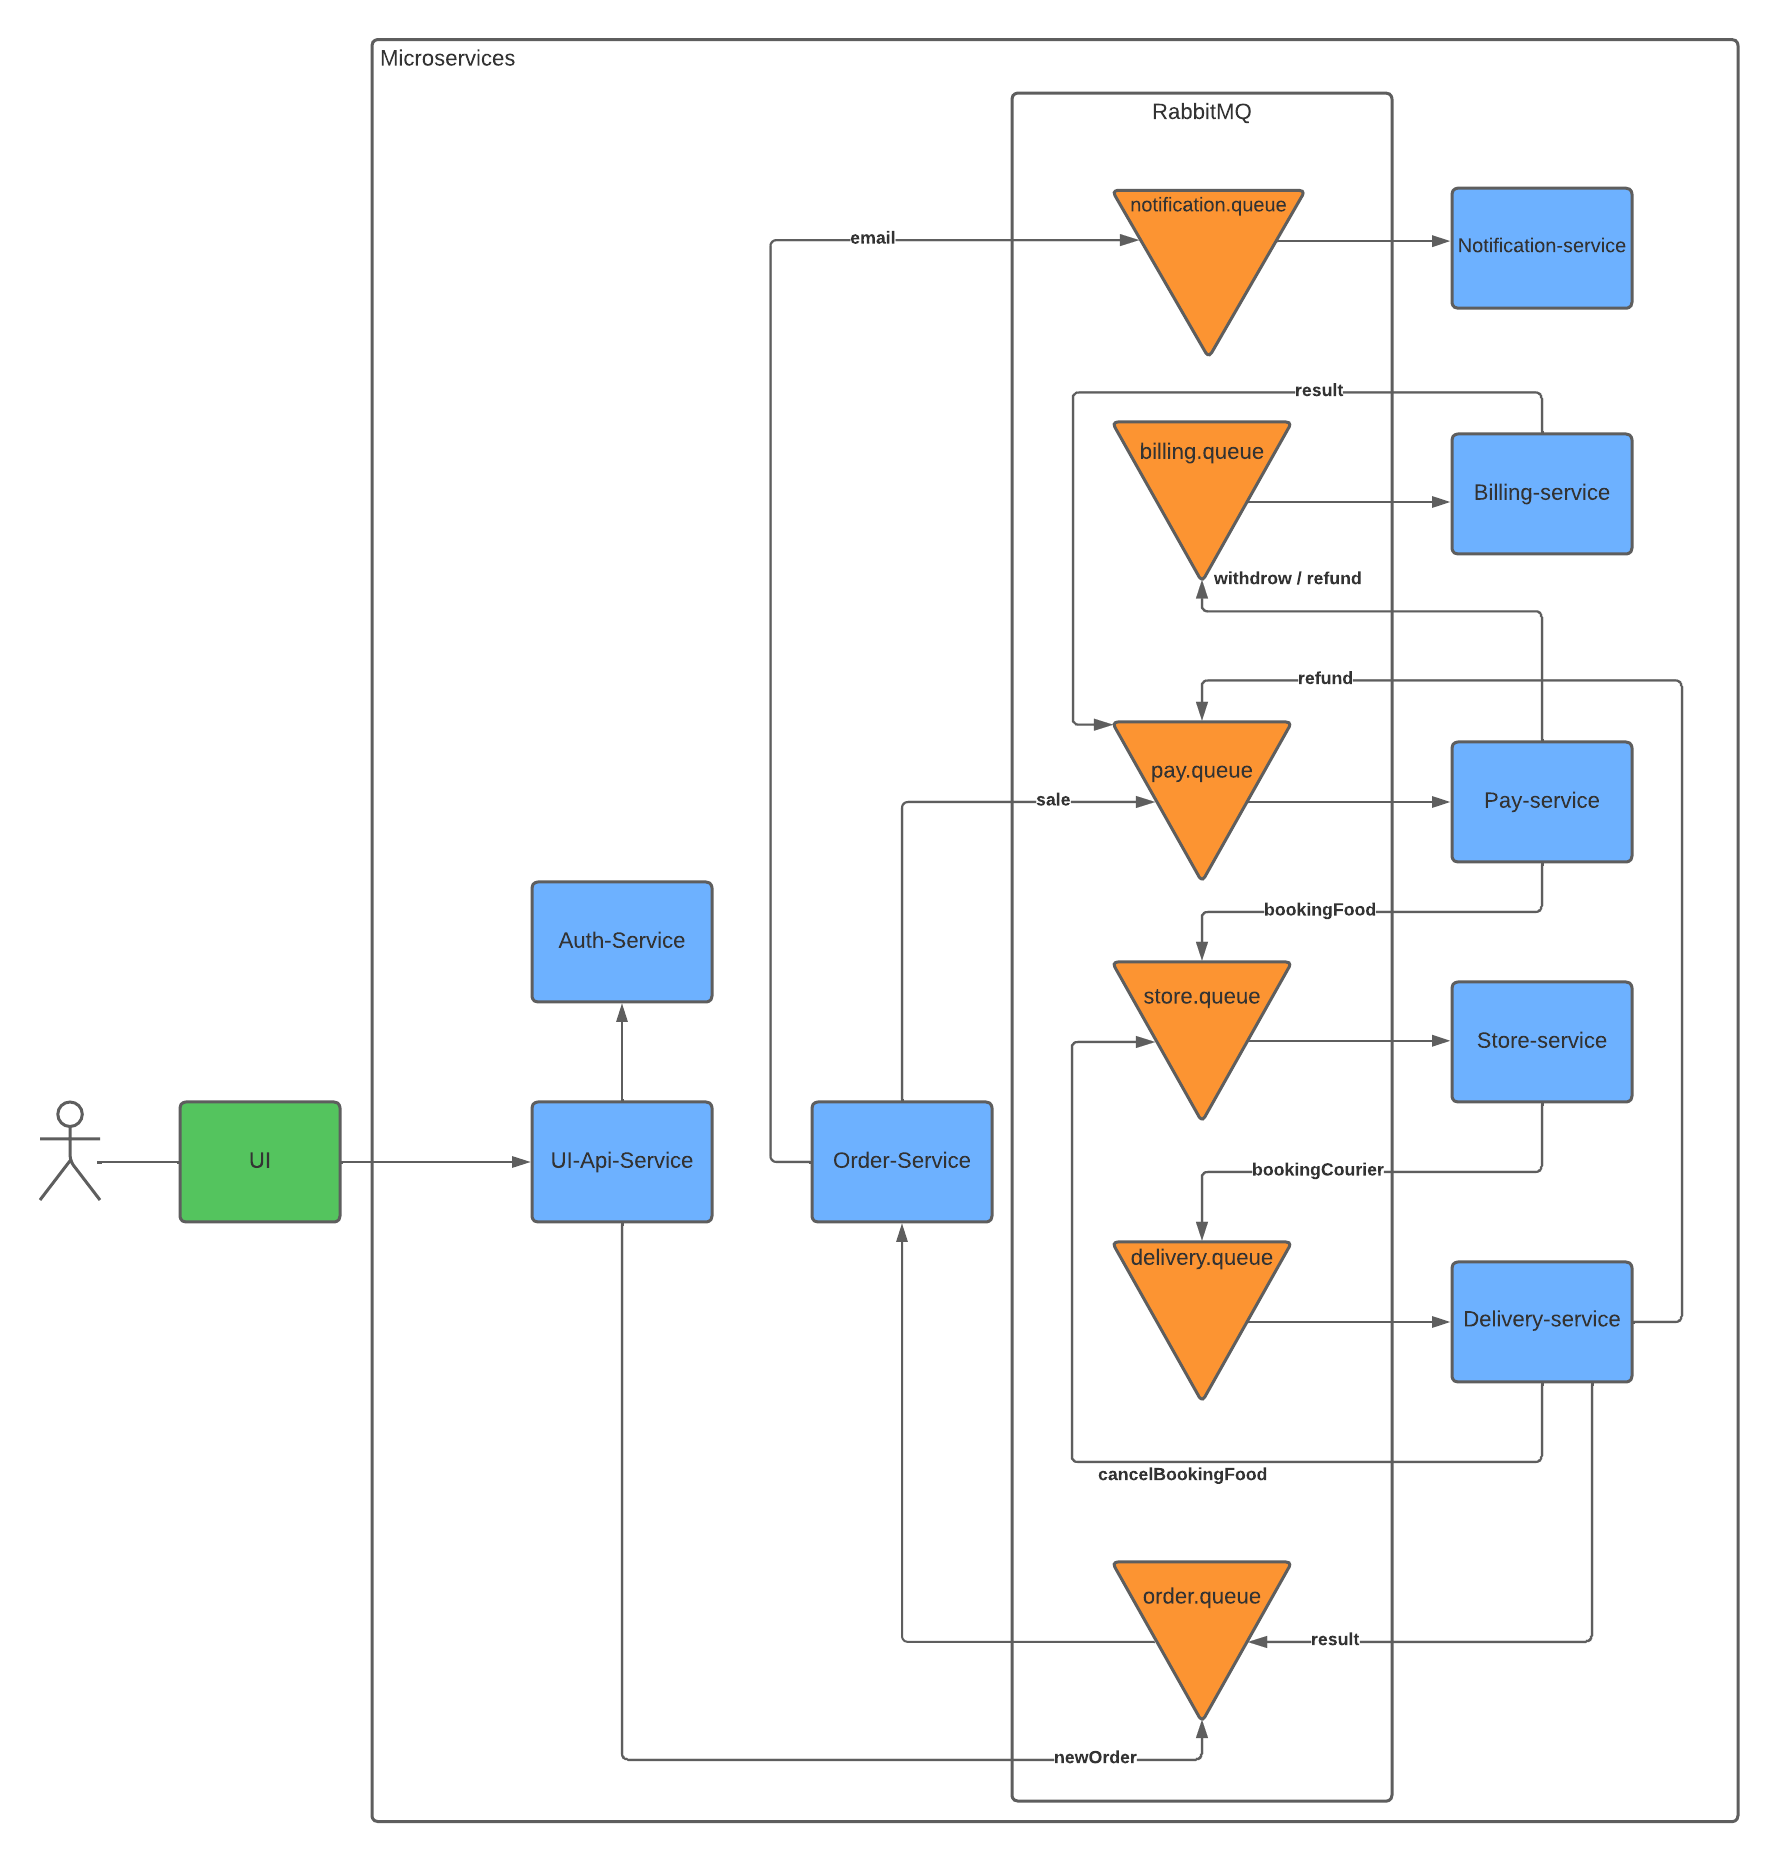 Microservices
RabbitMQ
notification.queue
Notification-service
email
result
billing.queue
Billing-service
withdrow / refund
refund
pay.queue
Pay-service
sale
bookingFood
Auth-Service
store.queue
Store-service
UI
UI-Api-Service
Order-Service
bookingCourier
delivery.queue
Delivery-service
cancelBookingFood
order.queue
result
newOrder